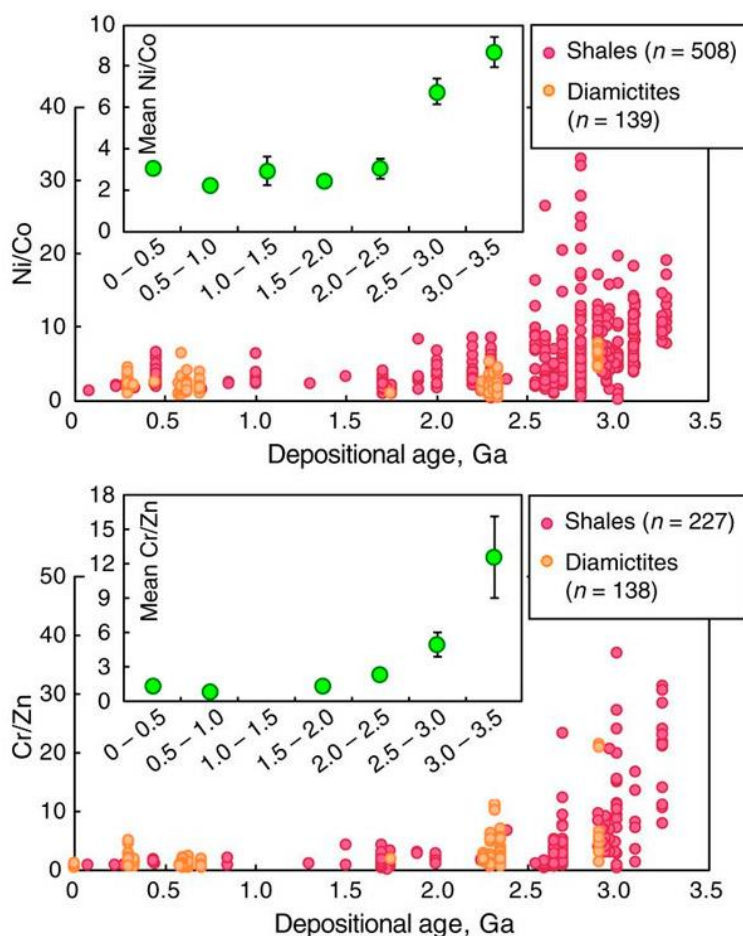 10
8
6
4
2
0
Mean Ni/Co
0 – 0.5
0.5 – 1.0
1.0 – 1.5
1.5 – 2.0
2.0 – 2.5
2.5 – 3.0
3.0 – 3.5
Shales (n = 508)
Diamictites
(n = 139)
40
30
20
10
0
Ni/Co
0
0.5
1.0
1.5
2.0
2.5
3.0
3.5
Depositional age, Ga
18
15
12
9
6
3
0
Mean Cr/Zn
0 – 0.5
0.5 – 1.0
1.0 – 1.5
1.5 – 2.0
2.0 – 2.5
2.5 – 3.0
3.0 – 3.5
Shales (n = 227)
Diamictites
(n = 138)
50
40
30
20
10
0
Cr/Zn
0
0.5
1.0
1.5
2.0
2.5
3.0
3.5
Depositional age, Ga